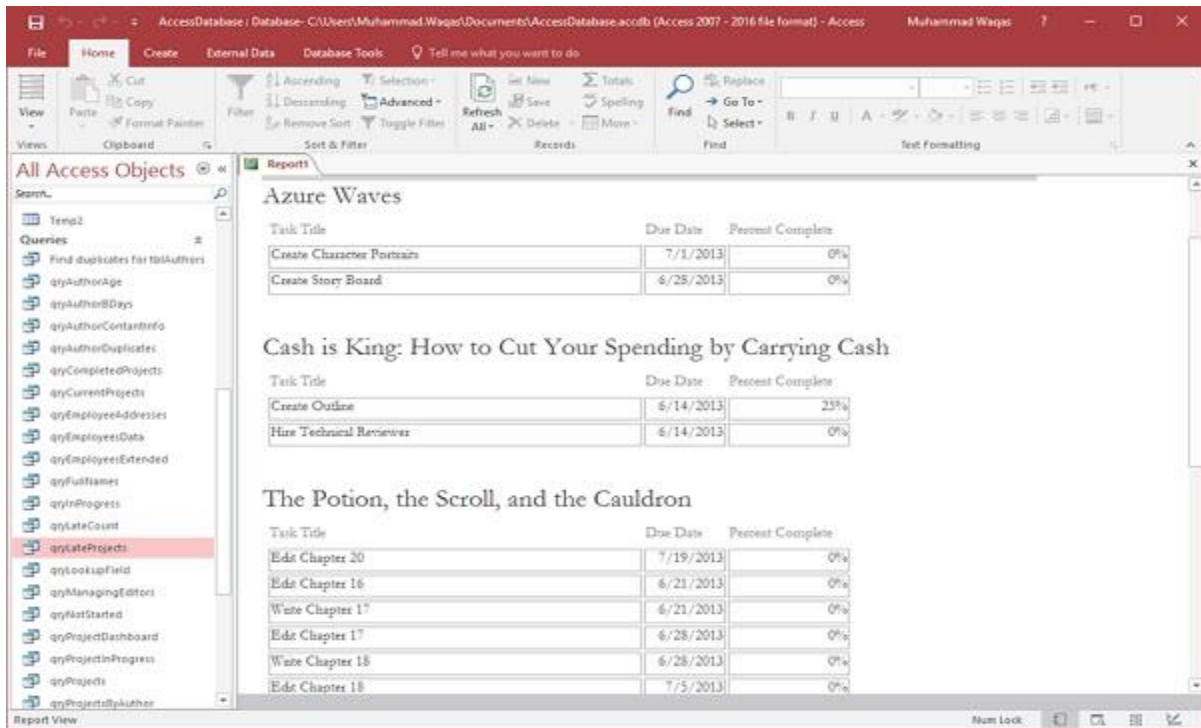 AccessDatabase : Database- C:\Users\Muhammad.Waqas\Documents\AccessDatabase.accdb (Access 2007 - 2016 file format) - Access
Muhammad Waqas ?
File Home Create External Data Database Tools Tell me what you want to do
View
Views
Paste
Cut
Copy
Format Painter
Clipboard
Filter
Ascending
Descending
Remove Sort
Selection
Advanced
Toggle Filter
Sort & Filter
Refresh
All
New
Save
Delete
Totals
Spelling
More
Records
Find
Replace
Go To
Select
Find
B I U A
Text Formatting
All Access Objects
Search...
Temp2
Queries
Find duplicates for tblAuthors
qryAuthorAge
qryAuthorBDays
qryAuthorContantInfo
qryAuthorDuplicates
qryCompletedProjects
qryCurrentProjects
qryEmployeeAddresses
qryEmployeesData
qryEmployeesExtended
qryFullNames
qryInProgress
qryLateCount
qryLateProjects
qryLookupField
qryManagingEditors
qryNotStarted
qryProjectDashboard
qryProjectInProgress
qryProjects
qryProjectsByAuthor
Report1
Azure Waves
Task Title Due Date Percent Complete
Create Character Portraits 7/1/2013 0%
Create Story Board 6/28/2013 0%
Cash is King: How to Cut Your Spending by Carrying Cash
Task Title Due Date Percent Complete
Create Outline 6/14/2013 25%
Hire Technical Reviewer 6/14/2013 0%
The Potion, the Scroll, and the Cauldron
Task Title Due Date Percent Complete
Edit Chapter 20 7/19/2013 0%
Edit Chapter 16 6/21/2013 0%
Write Chapter 17 6/21/2013 0%
Edit Chapter 17 6/28/2013 0%
Write Chapter 18 6/28/2013 0%
Edit Chapter 18 7/5/2013 0%
Report View
Num Lock